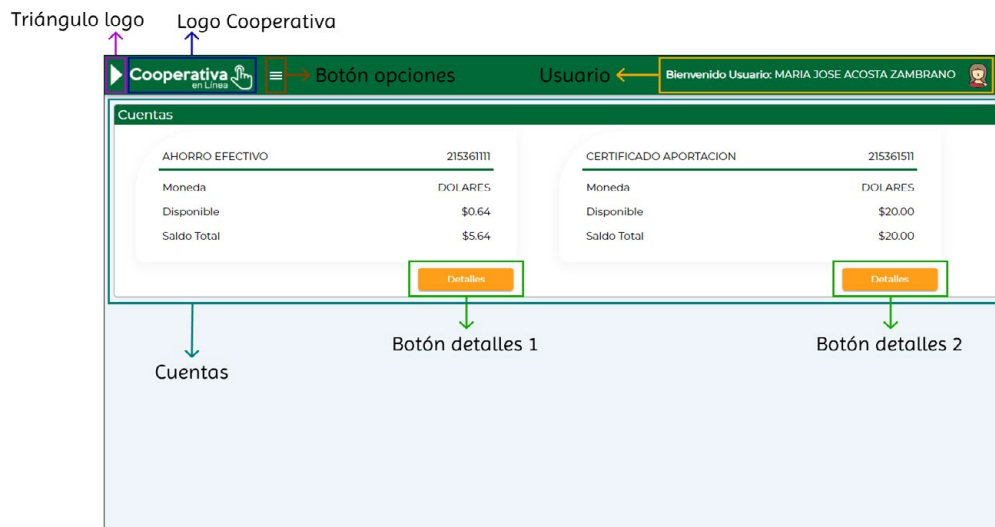 Triángulo logo
Logo Cooperativa
Cooperativa
en Línea
Botón opciones
Usuario
Bienvenido Usuario: MARIA JOSE ACOSTA ZAMBRANO
Cuentas
AHORRO EFECTIVO 215361111
Moneda DOLARES
Disponible $0.64
Saldo Total $5.64
Detalles
CERTIFICADO APORTACION 215361511
Moneda DOLARES
Disponible $20.00
Saldo Total $20.00
Detalles
Botón detalles 1
Botón detalles 2
Cuentas